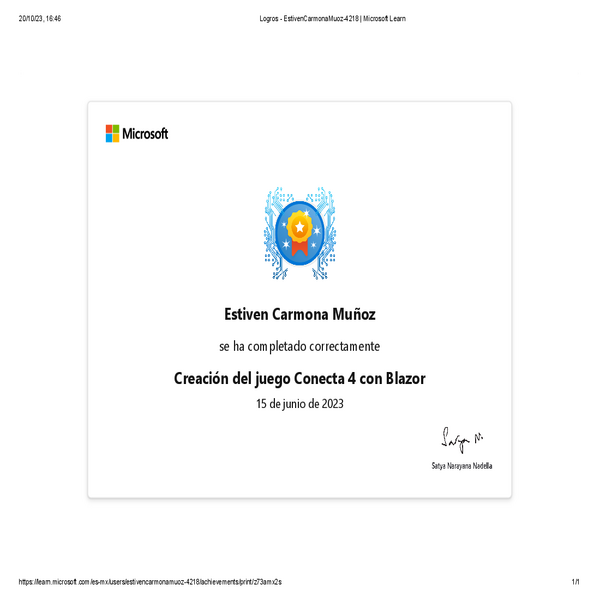 20/10/23, 16:46
Logros - EstivenCarmonaMuoz-4218 | Microsoft Learn
Microsoft
Estiven Carmona Muñoz
se ha completado correctamente
Creación del juego Conecta 4 con Blazor
15 de junio de 2023
Satya N.
Satya Narayana Nadella
https://learn.microsoft.com/es-mx/users/estivencarmonamuoz-4218/achievements/print/z73amx2s
1/1